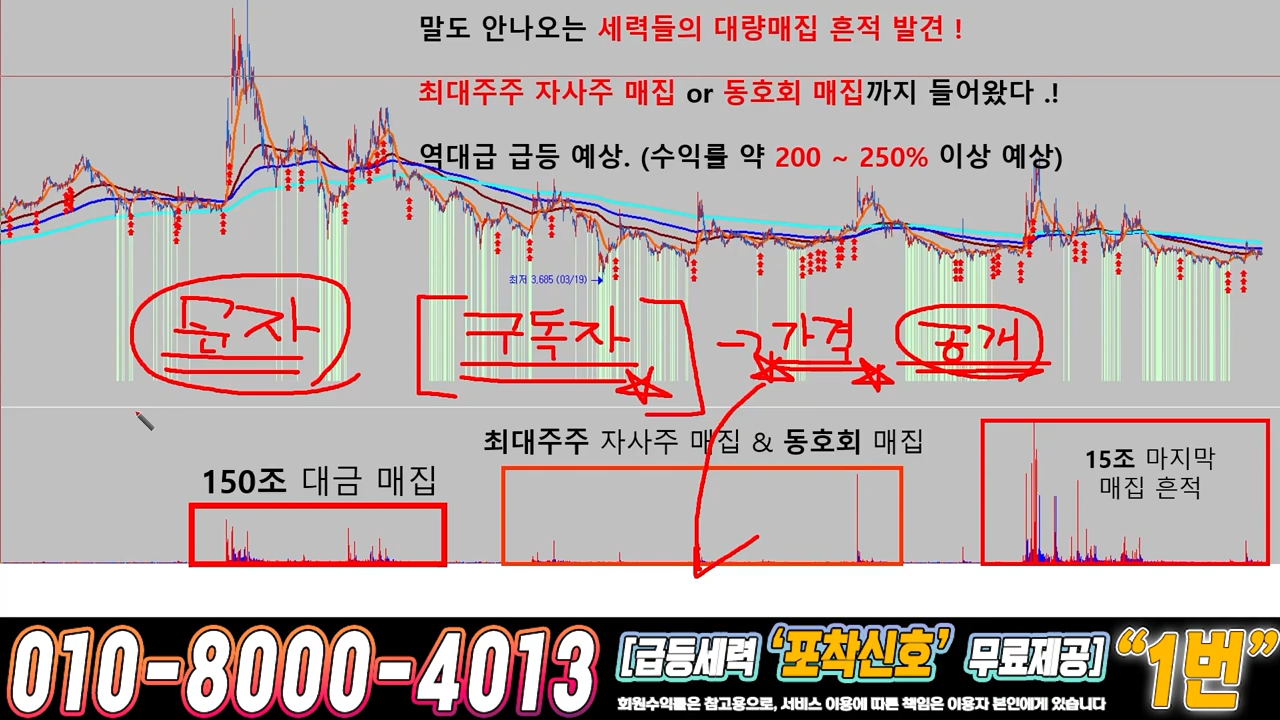 말도 안나오는 세력들의 대량매집 흔적 발견 !
최대주주 자사주 매집 or 동호회 매집까지 들어왔다 .!
역대급 급등 예상. (수익률 약 200 ~ 250% 이상 예상)
최저 3,685 (03/19) →
문자 [구독자] → 가격 공개
최대주주 자사주 매집 & 동호회 매집
150조 대금 매집
15조 마지막
매집 흔적
010-8000-4013 [급등세력 '포착신호' 무료제공] "1번"
회원수익률은 참고용으로, 서비스 이용에 따른 책임은 이용자 본인에게 있습니다